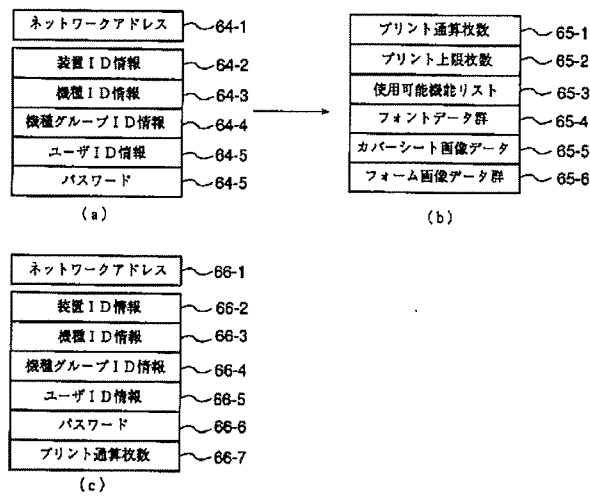 ネットワークアドレス 64-1
装置ID情報 64-2
機種ID情報 64-3
機種グループID情報 64-4
ユーザID情報 64-5
パスワード 64-5
(a)
プリント通算枚数 65-1
プリント上限枚数 65-2
使用可能機能リスト 65-3
フォントデータ群 65-4
カバーシート画像データ 65-5
フォーム画像データ群 65-6
(b)
ネットワークアドレス 66-1
装置ID情報 66-2
機種ID情報 66-3
機種グループID情報 66-4
ユーザID情報 66-5
パスワード 66-6
プリント通算枚数 66-7
(c)